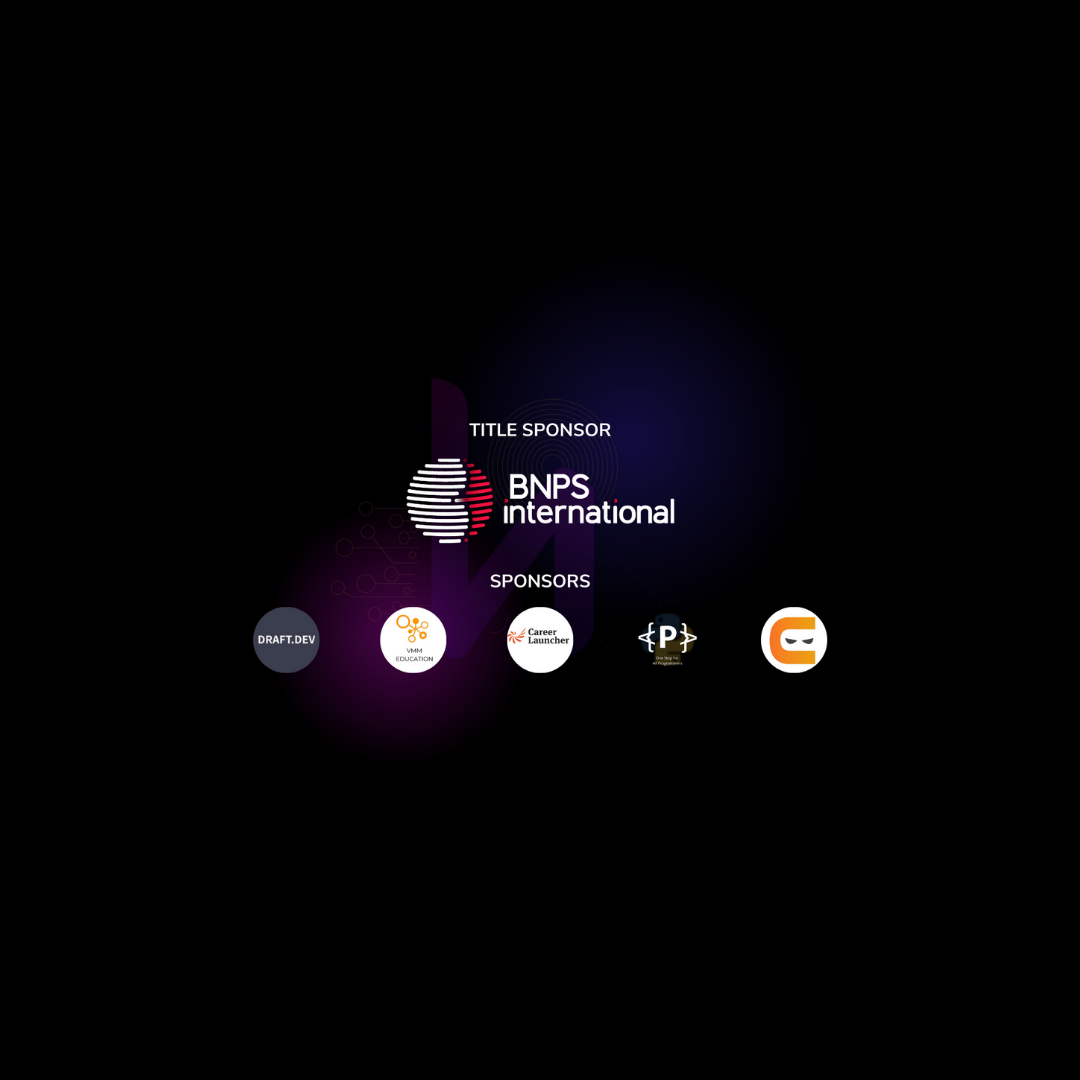 TITLE SPONSOR
BNPS
international
SPONSORS
DRAFT.DEV
VMM
EDUCATION
Career
Launcher
{P}
One Stop For
All Programmers